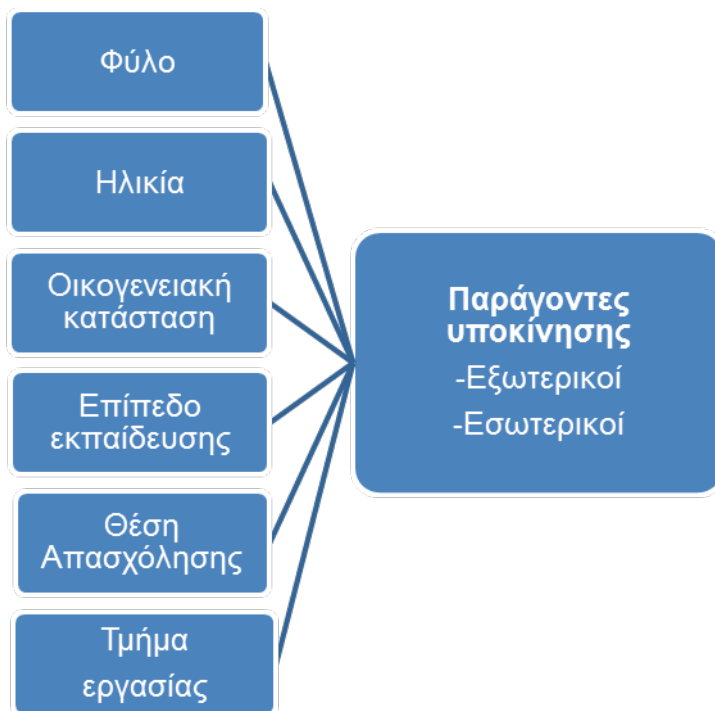 Φύλο
Ηλικία
Οικογενειακή
κατάσταση
Επίπεδο
εκπαίδευσης
Θέση
Απασχόλησης
Τμήμα
εργασίας
Παράγοντες
υποκίνησης
-Εξωτερικοί
-Εσωτερικοί